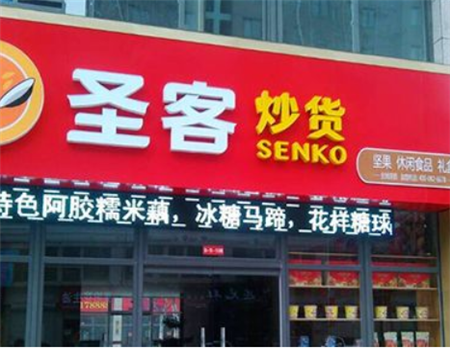 圣客 炒货
SENKO
坚果 休闲食品 礼
特色阿胶糯米藕，冰糖马蹄，花样糖球